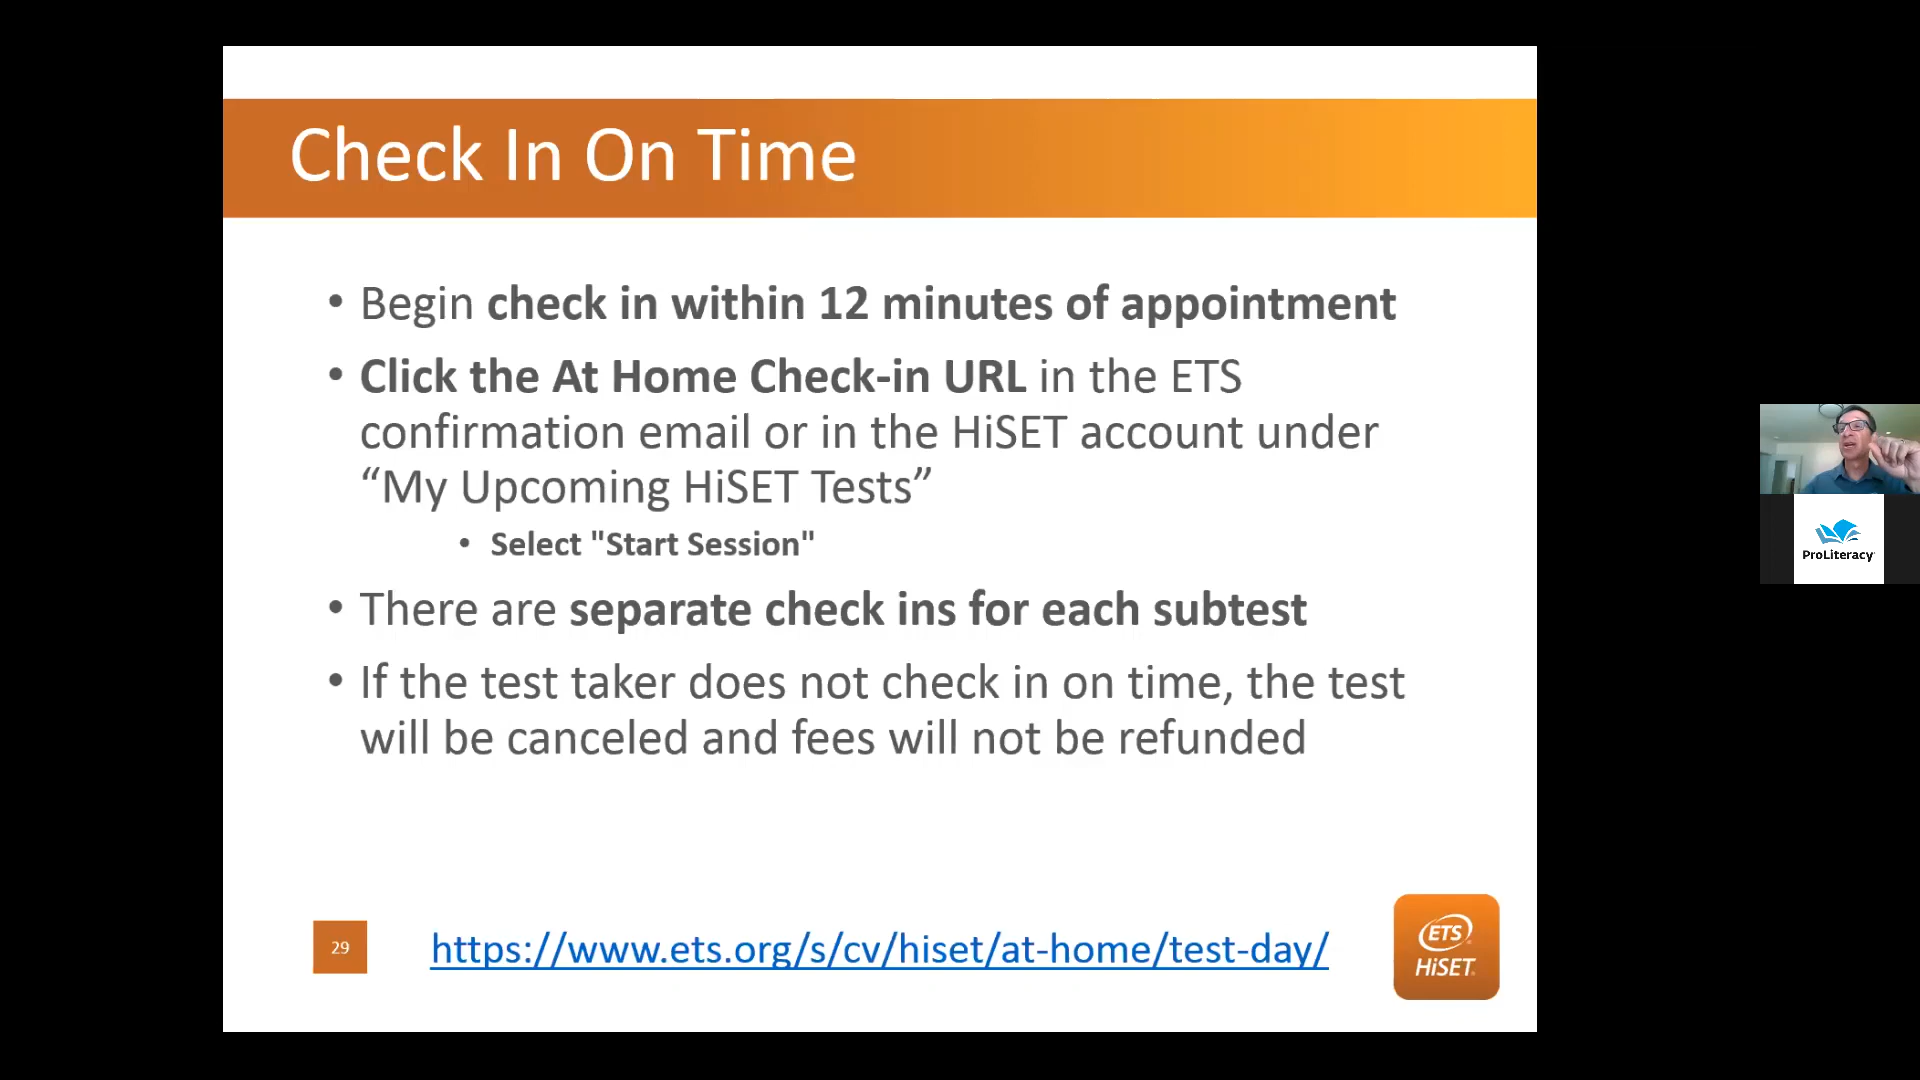 Check In On Time
• Begin check in within 12 minutes of appointment
• Click the At Home Check-in URL in the ETS
confirmation email or in the HiSET account under
“My Upcoming HiSET Tests”
• Select "Start Session"
• There are separate check ins for each subtest
• If the test taker does not check in on time, the test
will be canceled and fees will not be refunded
29
https://www.ets.org/s/cv/hiset/at-home/test-day/
ETS
HiSET
ProLiteracy